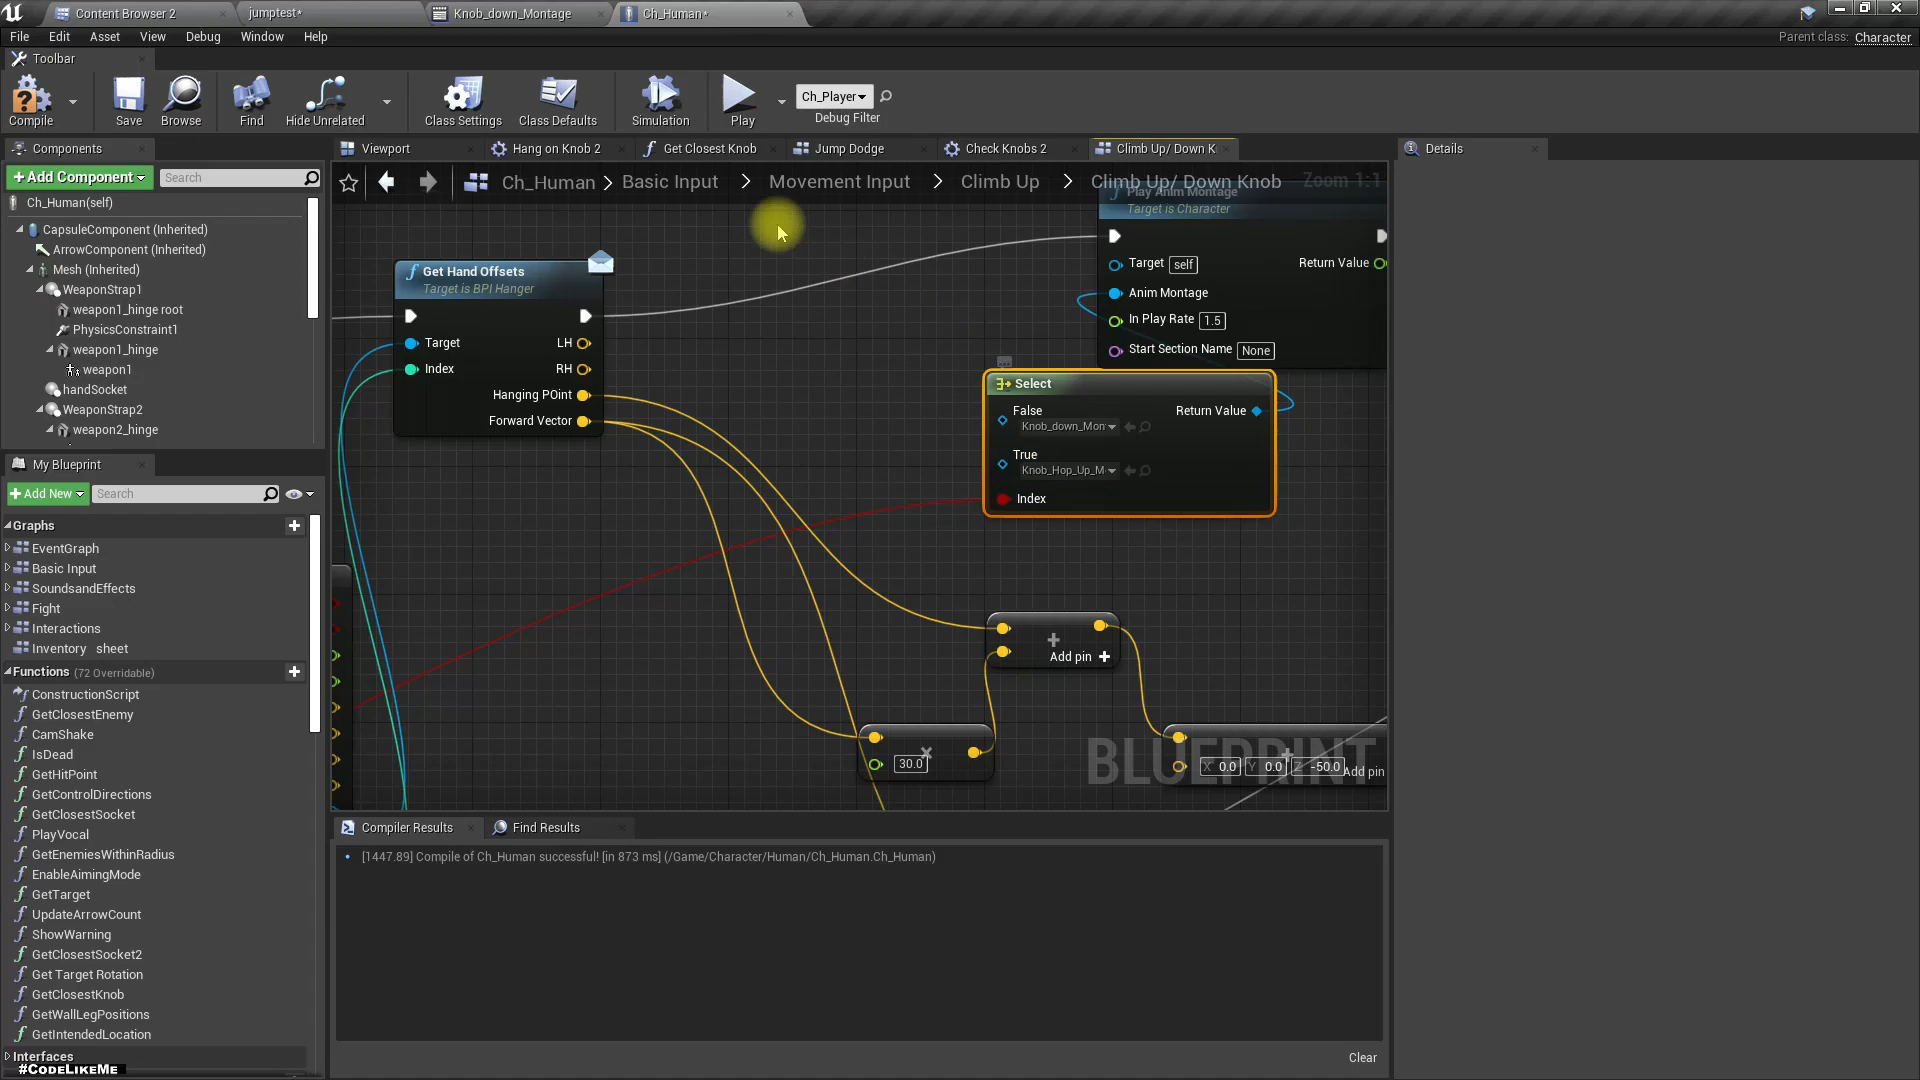 Content Browser 2
jumptest*
Knob_down_Montage
Ch_Human*
File Edit Asset View Debug Window Help
Parent class: Character
Toolbar
Compile
Save
Browse
Find
Hide Unrelated
Class Settings
Class Defaults
Simulation
Play
Ch_Player
Debug Filter
Components
Add Component
Search
Ch_Human(self)
CapsuleComponent (Inherited)
ArrowComponent (Inherited)
Mesh (Inherited)
WeaponStrap1
weapon1_hinge root
PhysicsConstraint1
weapon1_hinge
weapon1
handSocket
WeaponStrap2
weapon2_hinge
My Blueprint
Add New
Search
Graphs
EventGraph
Basic Input
SoundsandEffects
Fight
Interactions
Inventory sheet
Functions (72 Overridable)
ConstructionScript
GetClosestEnemy
CamShake
IsDead
GetHitPoint
GetControlDirections
GetClosestSocket
PlayVocal
GetEnemiesWithinRadius
EnableAimingMode
GetTarget
UpdateArrowCount
ShowWarning
GetClosestSocket2
Get Target Rotation
GetClosestKnob
GetWallLegPositions
GetIntendedLocation
Interfaces
#CodeLikeMe
Viewport
Hang on Knob 2
Get Closest Knob
Jump Dodge
Check Knobs 2
Climb Up/ Down K
Ch_Human > Basic Input > Movement Input > Climb Up > Climb Up/ Down Knob
Zoom 1:1
Get Hand Offsets
Target is BPI Hanger
Target
LH
Index
RH
Hanging POint
Forward Vector
Play Anim Montage
Target is Character
Target self
Return Value
Anim Montage
In Play Rate 1.5
Start Section Name None
Select
False
Return Value
Knob_down_Mon
True
Knob_Hop_Up_M
Index
Add pin
30.0
X 0.0 Y 0.0 Z -50.0 Add pin
BLUEPRINT
Compiler Results
Find Results
[1447.89] Compile of Ch_Human successful! [in 873 ms] (/Game/Character/Human/Ch_Human.Ch_Human)
Clear
Details